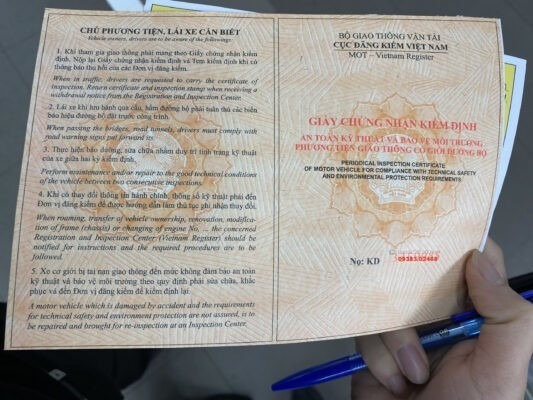 CHỦ PHƯƠNG TIỆN, LÁI XE CẦN BIẾT
Vehicle owners, drivers are to be aware of the followings:
1. Khi tham gia giao thông phải mang theo Giấy chứng nhận kiểm
định. Nộp lại Giấy chứng nhận kiểm định và Tem kiểm định khi có
thông báo thu hồi của các Đơn vị đăng kiểm.
When in traffic, drivers are requested to carry the certificate of
inspection. Return certificate and inspection stamp when receiving a
withdrawal notice from the Registration and Inspection Center.
2. Lái xe khi lưu hành qua cầu, hầm đường bộ phải tuân thủ các biển
báo hiệu đường bộ đặt trước công trình.
When passing the bridges, road tunnels, drivers must comply with
road warning signs put forward its.
3. Thực hiện bảo dưỡng, sửa chữa nhằm duy trì tình trạng kỹ thuật
của xe giữa hai kỳ kiểm định.
Perform maintenance and/or repair to the good technical conditions
of the vehicle between two consecutive inspections.
4. Khi có thay đổi thông tin hành chính, thông số kỹ thuật phải đến
Đơn vị đăng kiểm để được hướng dẫn làm thủ tục ghi nhận thay đổi.
When roaming, transfer of vehicle ownership, renovation, modifica-
tion of frame (chassis) or changing of engine No, ... the concerned
Registration and Inspection Center (Vietnam Register) should be
notified for instructions and the required procedures are to be
followed.
5. Xe cơ giới bị tai nạn giao thông đến mức không đảm bảo an toàn
kỹ thuật và bảo vệ môi trường theo quy định phải sửa chữa, khắc
phục và đến Đơn vị đăng kiểm để kiểm định lại.
A motor vehicle which is damaged by accident and the requirements
for technical safety and environment protection are not assured, is to
be repaired and brought for re-inspection at an Inspection Center.
BỘ GIAO THÔNG VẬN TẢI
CỤC ĐĂNG KIỂM VIỆT NAM
MOT – Vietnam Register
GIẤY CHỨNG NHẬN KIỂM ĐỊNH
AN TOÀN KỸ THUẬT VÀ BẢO VỆ MÔI TRƯỜNG
PHƯƠNG TIỆN GIAO THÔNG CƠ GIỚI ĐƯỜNG BỘ
PERIODICAL INSPECTION CERTIFICATE
OF MOTOR VEHICLE FOR COMPLIANCE WITH TECHNICAL SAFETY
AND ENVIRONMENTAL PROTECTION REQUIREMENTS
09383.02468
No: KD